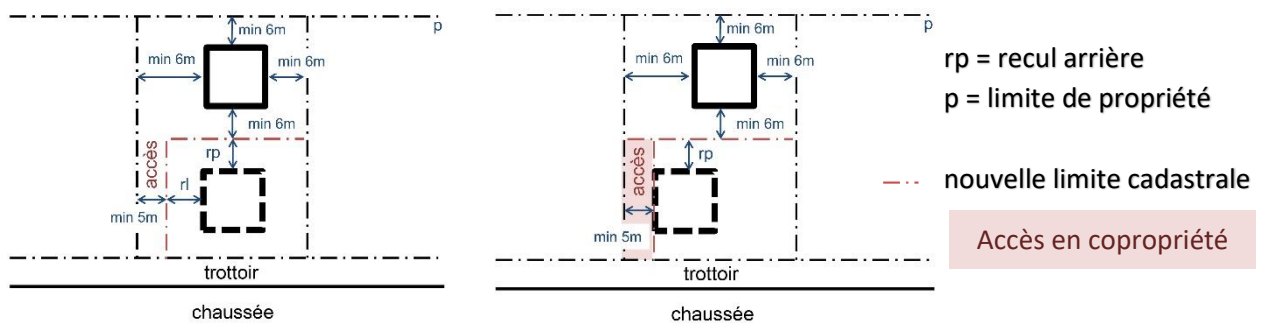 min 6m
p
min 6m
min 6m
min 6m
rp
accès
rl
min 5m
trottoir
chaussée
min 6m
p
min 6m
min 6m
min 6m
rp
accès
min 5m
trottoir
chaussée
rp = recul arrière
p = limite de propriété
nouvelle limite cadastrale
Accès en copropriété